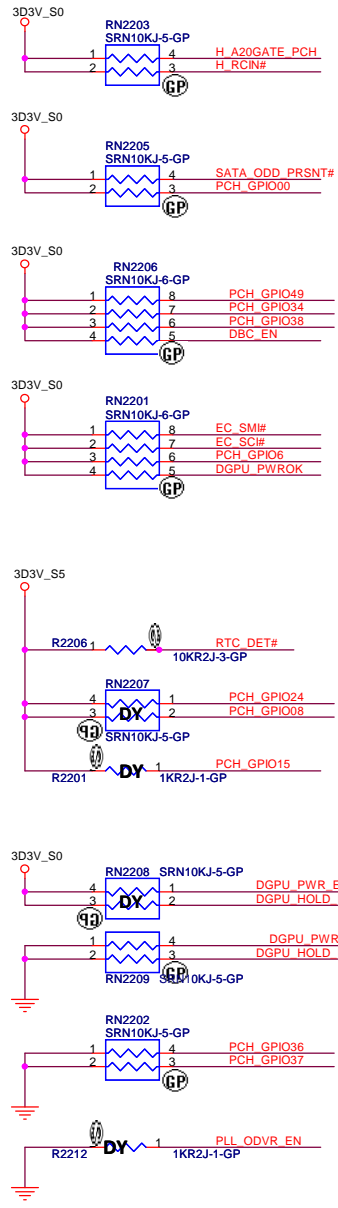 3D3V_S0
RN2203
SRN10KJ-5-GP
1 4 H_A20GATE_PCH
2 3 H_RCIN#
GP
3D3V_S0
RN2205
SRN10KJ-5-GP
1 4 SATA_ODD_PRSNT#
2 3 PCH_GPIO00
GP
3D3V_S0
RN2206
SRN10KJ-6-GP
1 8 PCH_GPIO49
2 7 PCH_GPIO34
3 6 PCH_GPIO38
4 5 DBC_EN
GP
3D3V_S0
RN2201
SRN10KJ-6-GP
1 8 EC_SMI#
2 7 EC_SCI#
3 6 PCH_GPIO6
4 5 DGPU_PWROK
GP
3D3V_S5
R2206 1 RTC_DET#
10KR2J-3-GP
RN2207
4 1 PCH_GPIO24
3 DY 2 PCH_GPIO08
GP SRN10KJ-5-GP
2 DY 1 PCH_GPIO15
R2201 1KR2J-1-GP
3D3V_S0
RN2208 SRN10KJ-5-GP
4 1 DGPU_PWR_E
3 DY 2 DGPU_HOLD_
GP
1 4 DGPU_PWR
2 3 DGPU_HOLD_
GP
RN2209 SRN10KJ-5-GP
RN2202
SRN10KJ-5-GP
1 4 PCH_GPIO36
2 3 PCH_GPIO37
GP
2 DY 1 PLL_ODVR_EN
R2212 1KR2J-1-GP